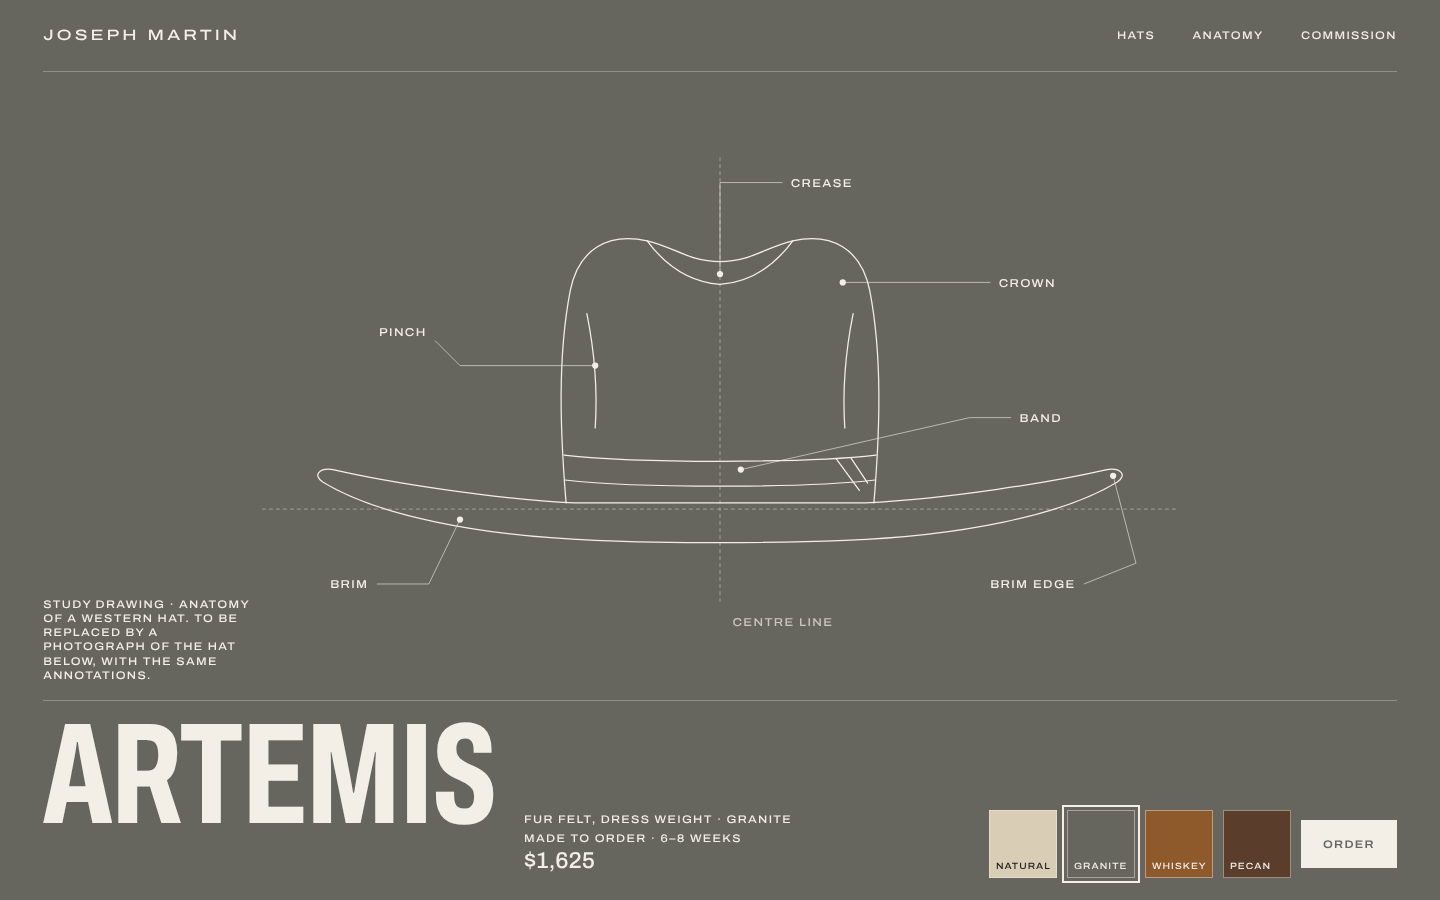 JOSEPH MARTIN
HATS
ANATOMY
COMMISSION
CREASE
CROWN
PINCH
BAND
BRIM
BRIM EDGE
CENTRE LINE
STUDY DRAWING · ANATOMY
OF A WESTERN HAT. TO BE
REPLACED BY A
PHOTOGRAPH OF THE HAT
BELOW, WITH THE SAME
ANNOTATIONS.
ARTEMIS
FUR FELT, DRESS WEIGHT · GRANITE
MADE TO ORDER · 6–8 WEEKS
$1,625
NATURAL
GRANITE
WHISKEY
PECAN
ORDER